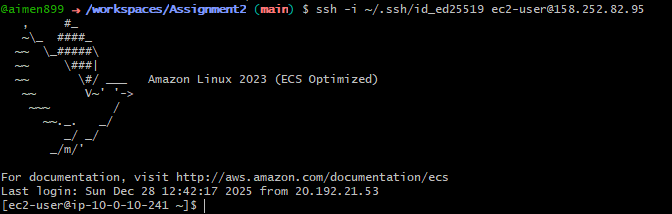 @aimen899 ➜ /workspaces/Assignment2 (main) $ ssh -i ~/.ssh/id_ed25519 ec2-user@158.252.82.95
   ,     #_
   ~\_  ####_
  ~~  \_#####\
  ~~     \###|
  ~~       \#/ ___   Amazon Linux 2023 (ECS Optimized)
   ~~       V~' '->
    ~~~         /
      ~~._.   _/
         _/ _/
       _/m/'
For documentation, visit http://aws.amazon.com/documentation/ecs
Last login: Sun Dec 28 12:42:17 2025 from 20.192.21.53
[ec2-user@ip-10-0-10-241 ~]$